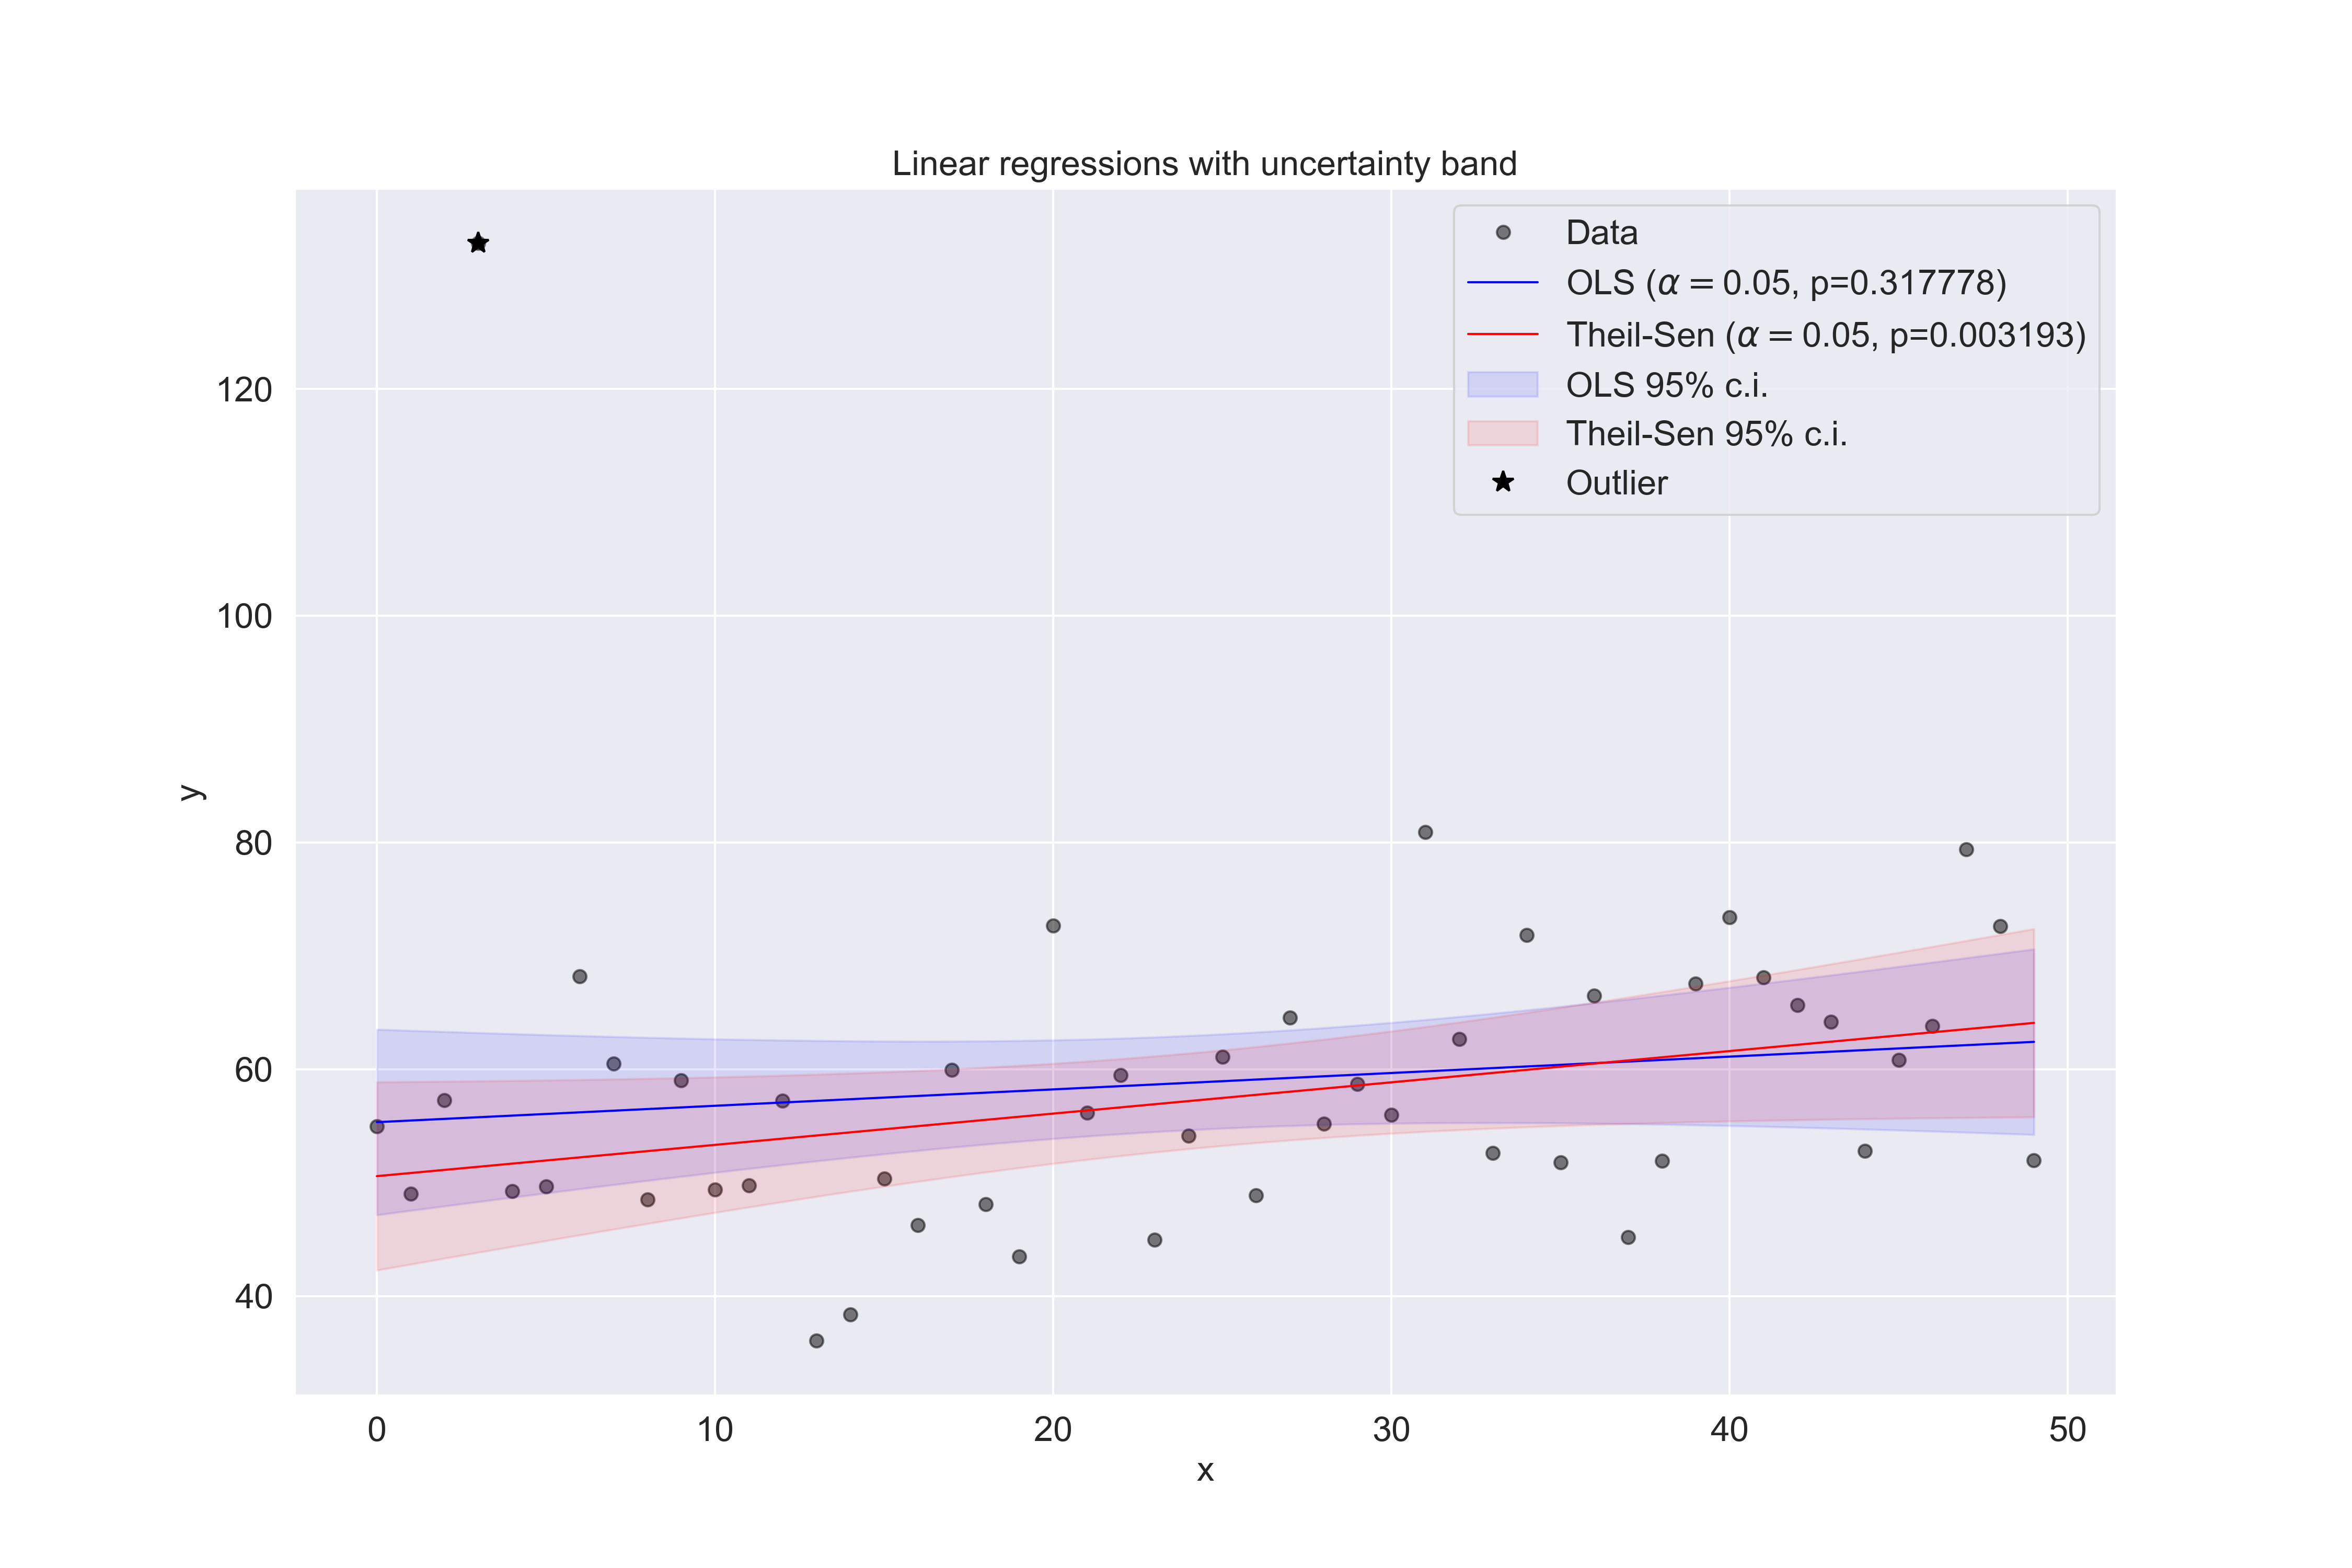 Linear regressions with uncertainty band
Data
OLS (α = 0.05, p=0.317778)
Theil-Sen (α = 0.05, p=0.003193)
OLS 95% c.i.
Theil-Sen 95% c.i.
Outlier
120
100
80
60
40
y
0 10 20 30 40 50
x